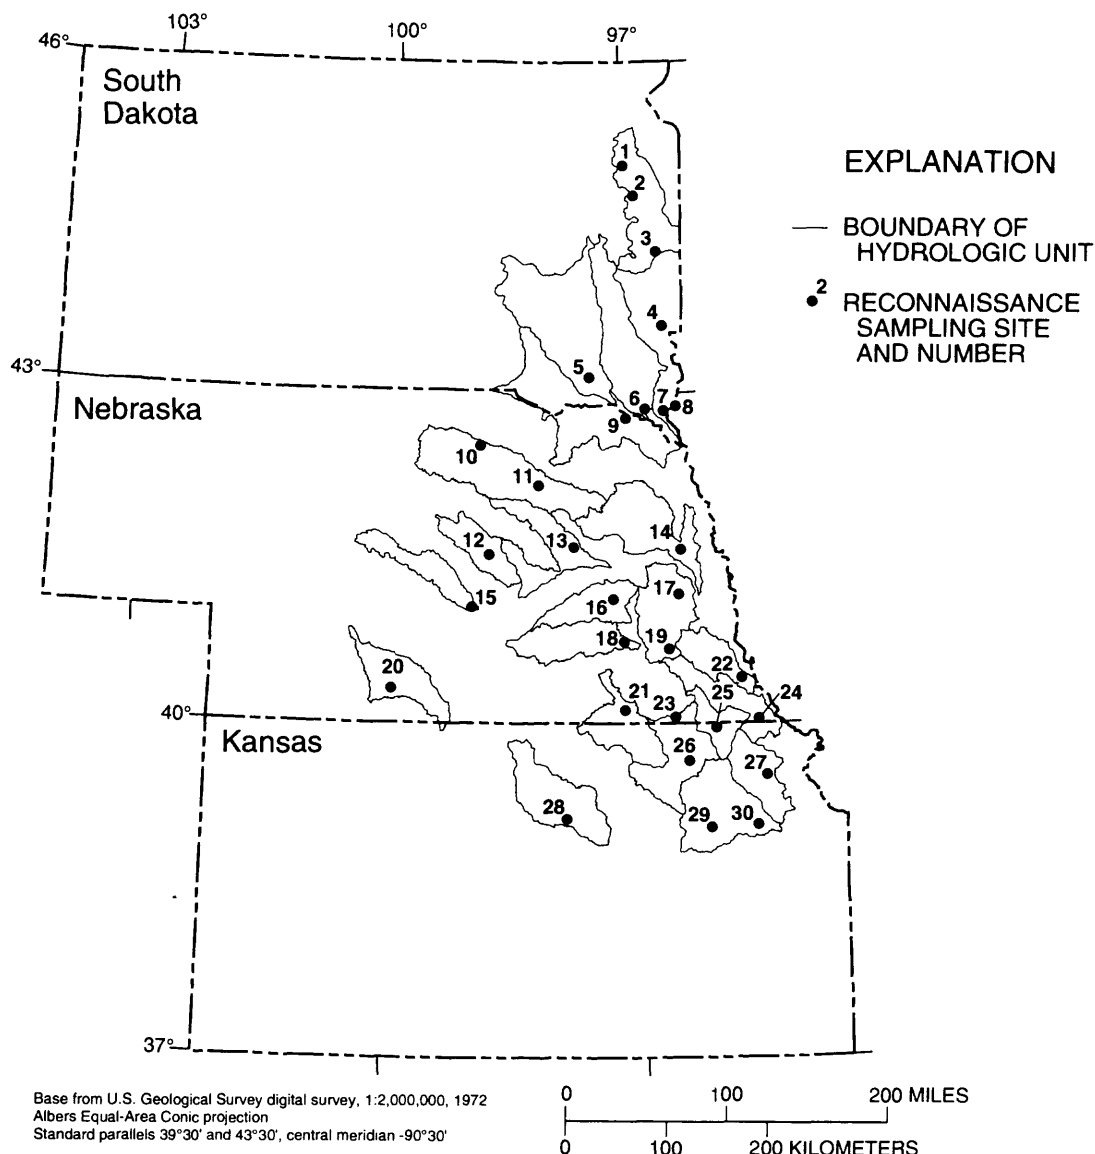 103°
100°
97°
46°
South
Dakota
EXPLANATION
BOUNDARY OF
HYDROLOGIC UNIT
2
RECONNAISSANCE
SAMPLING SITE
AND NUMBER
1
2
3
4
43°
5
6
7
8
Nebraska
9
10
11
12
13
14
15
16
17
18
19
20
21
22
23
25
24
40°
Kansas
26
27
28
29
30
37°
Base from U.S. Geological Survey digital survey, 1:2,000,000, 1972
Albers Equal-Area Conic projection
Standard parallels 39°30' and 43°30', central meridian -90°30'
0 100 200 MILES
0 100 200 KILOMETERS